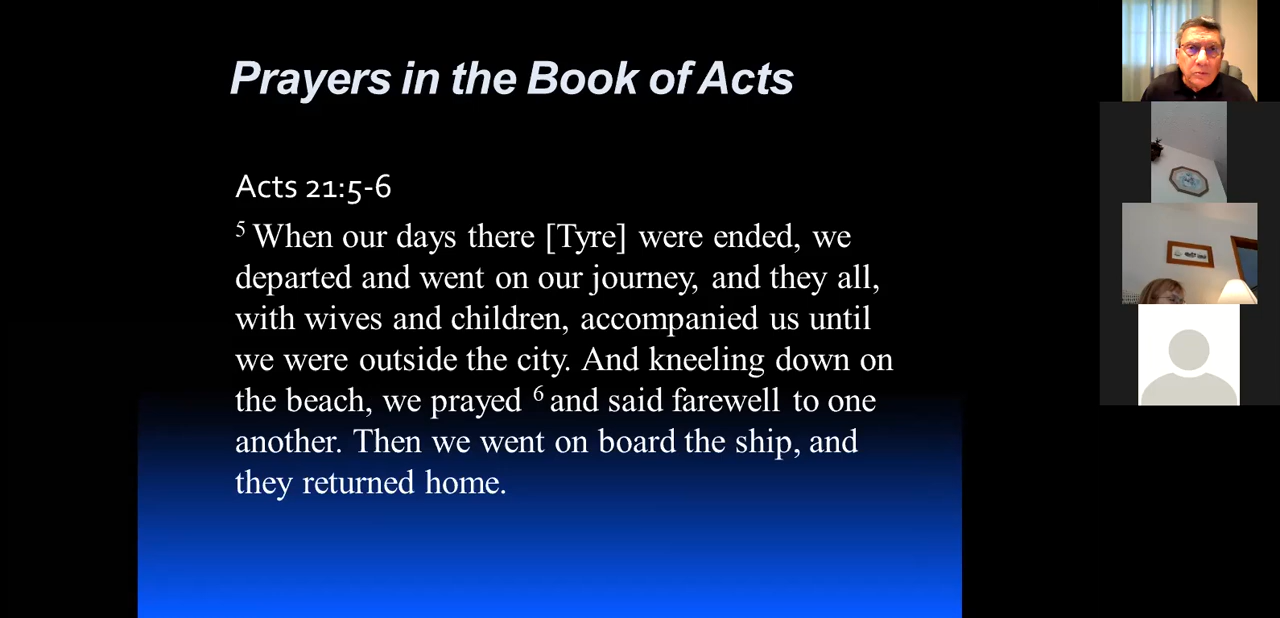 Prayers in the Book of Acts
Acts 21:5-6
5 When our days there [Tyre] were ended, we
departed and went on our journey, and they all,
with wives and children, accompanied us until
we were outside the city. And kneeling down on
the beach, we prayed 6 and said farewell to one
another. Then we went on board the ship, and
they returned home.